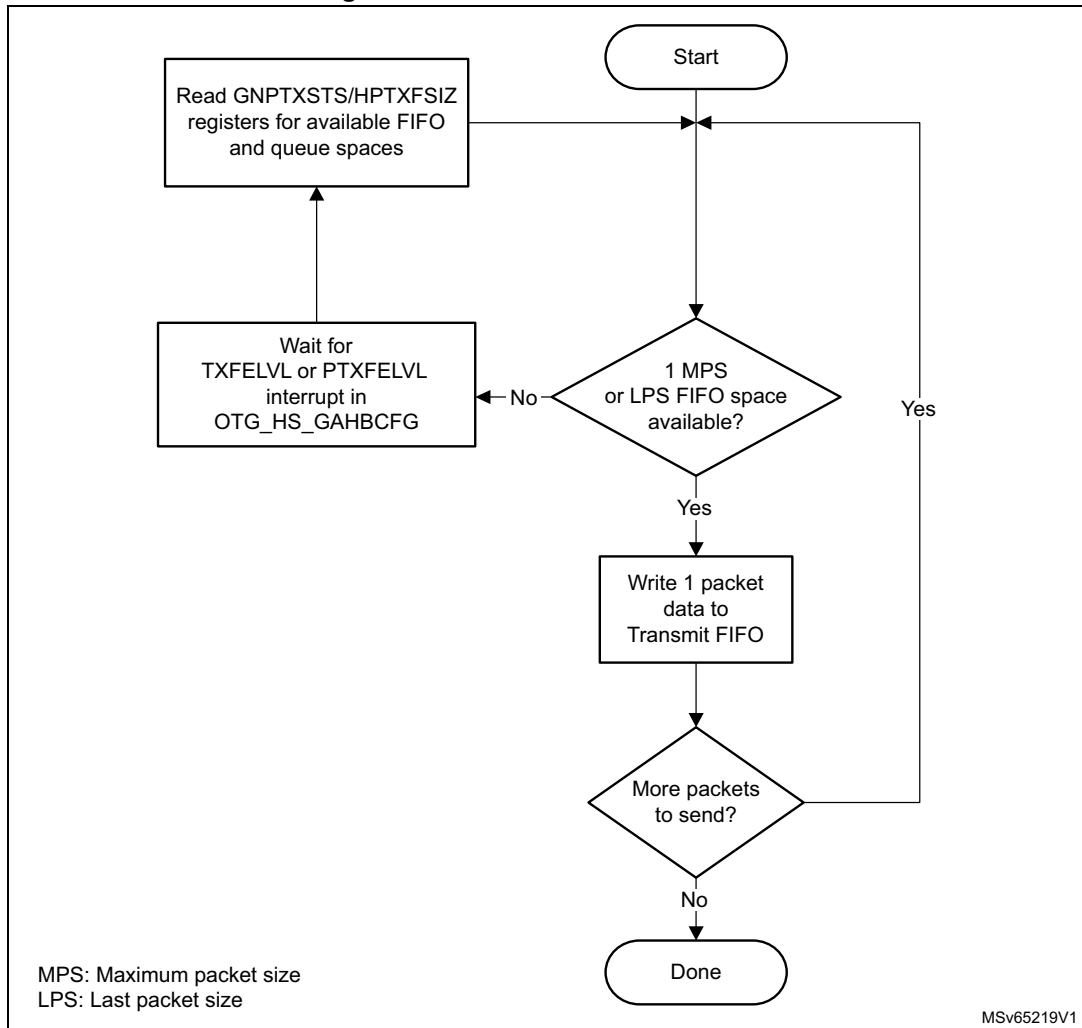 Start
Read GNPTXSTS/HPTXFSIZ
registers for available FIFO
and queue spaces
Wait for
TXFELVL or PTXFELVL
interrupt in
OTG_HS_GAHBCFG
No
1 MPS
or LPS FIFO space
available?
Yes
Yes
Write 1 packet
data to
Transmit FIFO
More packets
to send?
No
Done
MPS: Maximum packet size
LPS: Last packet size
MSv65219V1